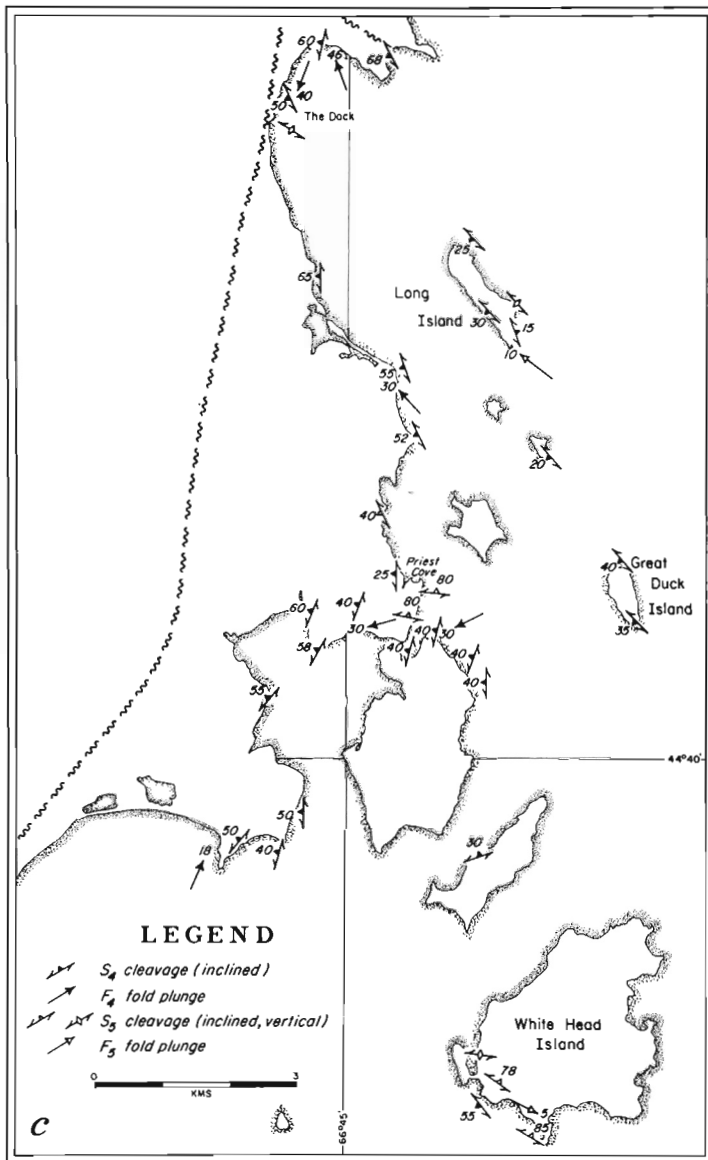 60
46
68
50
40
The Dock
25
65
Long
Island
30
15
10
55
30
52
20
40
Priest
Cove
25
80
40
Great
Duck
Island
60
40
80
30
40
30
35
58
40
40
55
40
44°40'
50
50
18
40
30
LEGEND
S4 cleavage (inclined)
F4 fold plunge
S5 cleavage (inclined, vertical)
F5 fold plunge
0 3
KMS
White Head
Island
78
55
5
85
C
66°45'